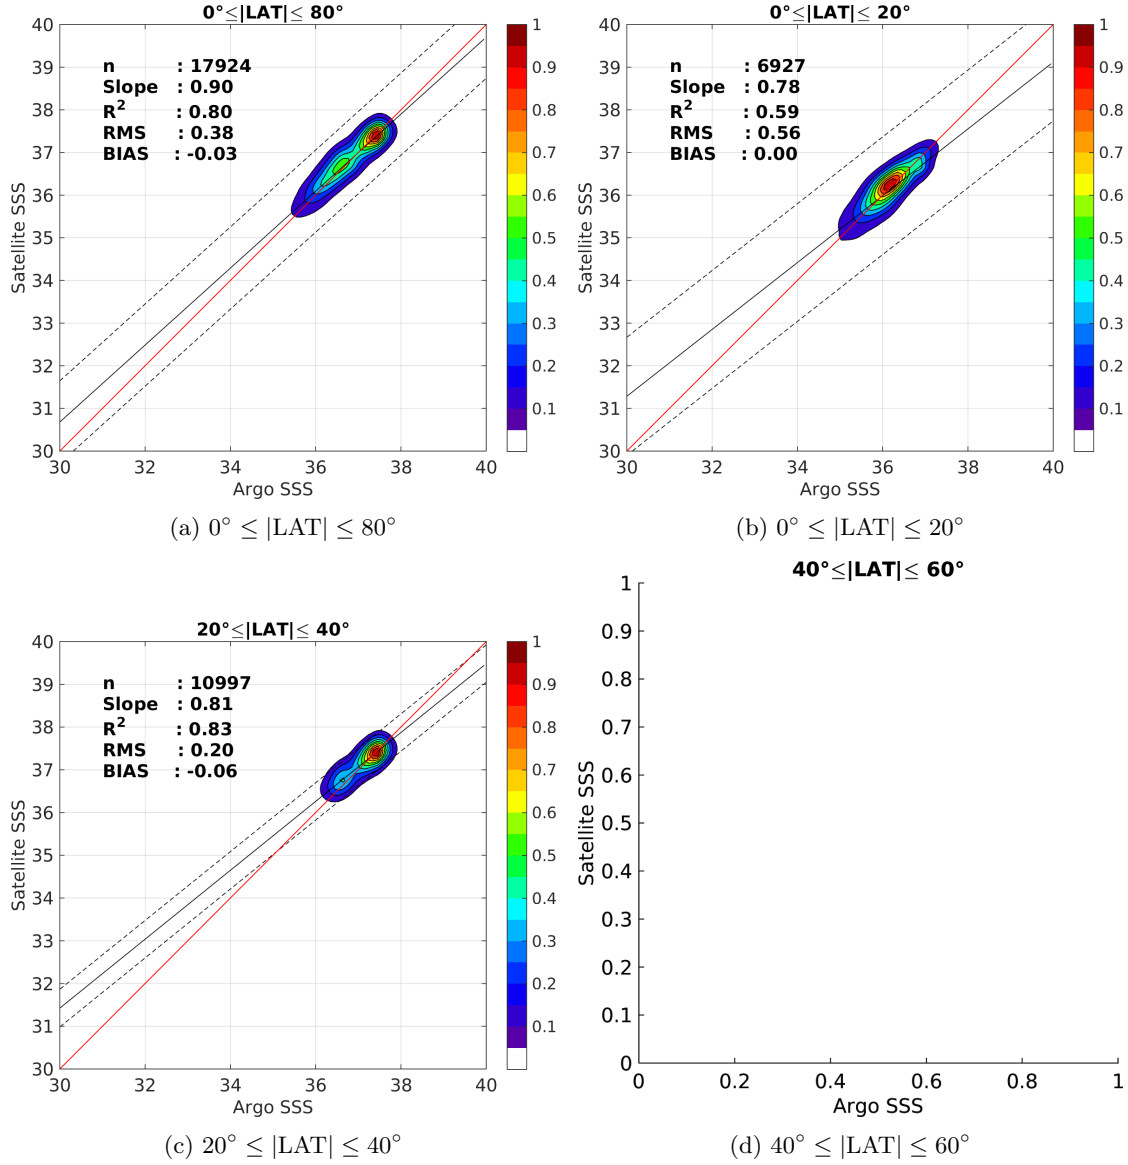 0°≤|LAT|≤ 80°
n : 17924
Slope : 0.90
R² : 0.80
RMS : 0.38
BIAS : -0.03
40
39
38
37
36
35
34
33
32
31
30
30 32 34 36 38 40
Satellite SSS
Argo SSS
1
0.9
0.8
0.7
0.6
0.5
0.4
0.3
0.2
0.1
(a) 0° ≤ |LAT| ≤ 80°
0°≤|LAT|≤ 20°
n : 6927
Slope : 0.78
R² : 0.59
RMS : 0.56
BIAS : 0.00
40
39
38
37
36
35
34
33
32
31
30
30 32 34 36 38 40
Satellite SSS
Argo SSS
1
0.9
0.8
0.7
0.6
0.5
0.4
0.3
0.2
0.1
(b) 0° ≤ |LAT| ≤ 20°
20°≤|LAT|≤ 40°
n : 10997
Slope : 0.81
R² : 0.83
RMS : 0.20
BIAS : -0.06
40
39
38
37
36
35
34
33
32
31
30
30 32 34 36 38 40
Satellite SSS
Argo SSS
1
0.9
0.8
0.7
0.6
0.5
0.4
0.3
0.2
0.1
(c) 20° ≤ |LAT| ≤ 40°
40°≤|LAT|≤ 60°
1
0.9
0.8
0.7
0.6
0.5
0.4
0.3
0.2
0.1
0
0 0.2 0.4 0.6 0.8 1
Satellite SSS
Argo SSS
(d) 40° ≤ |LAT| ≤ 60°